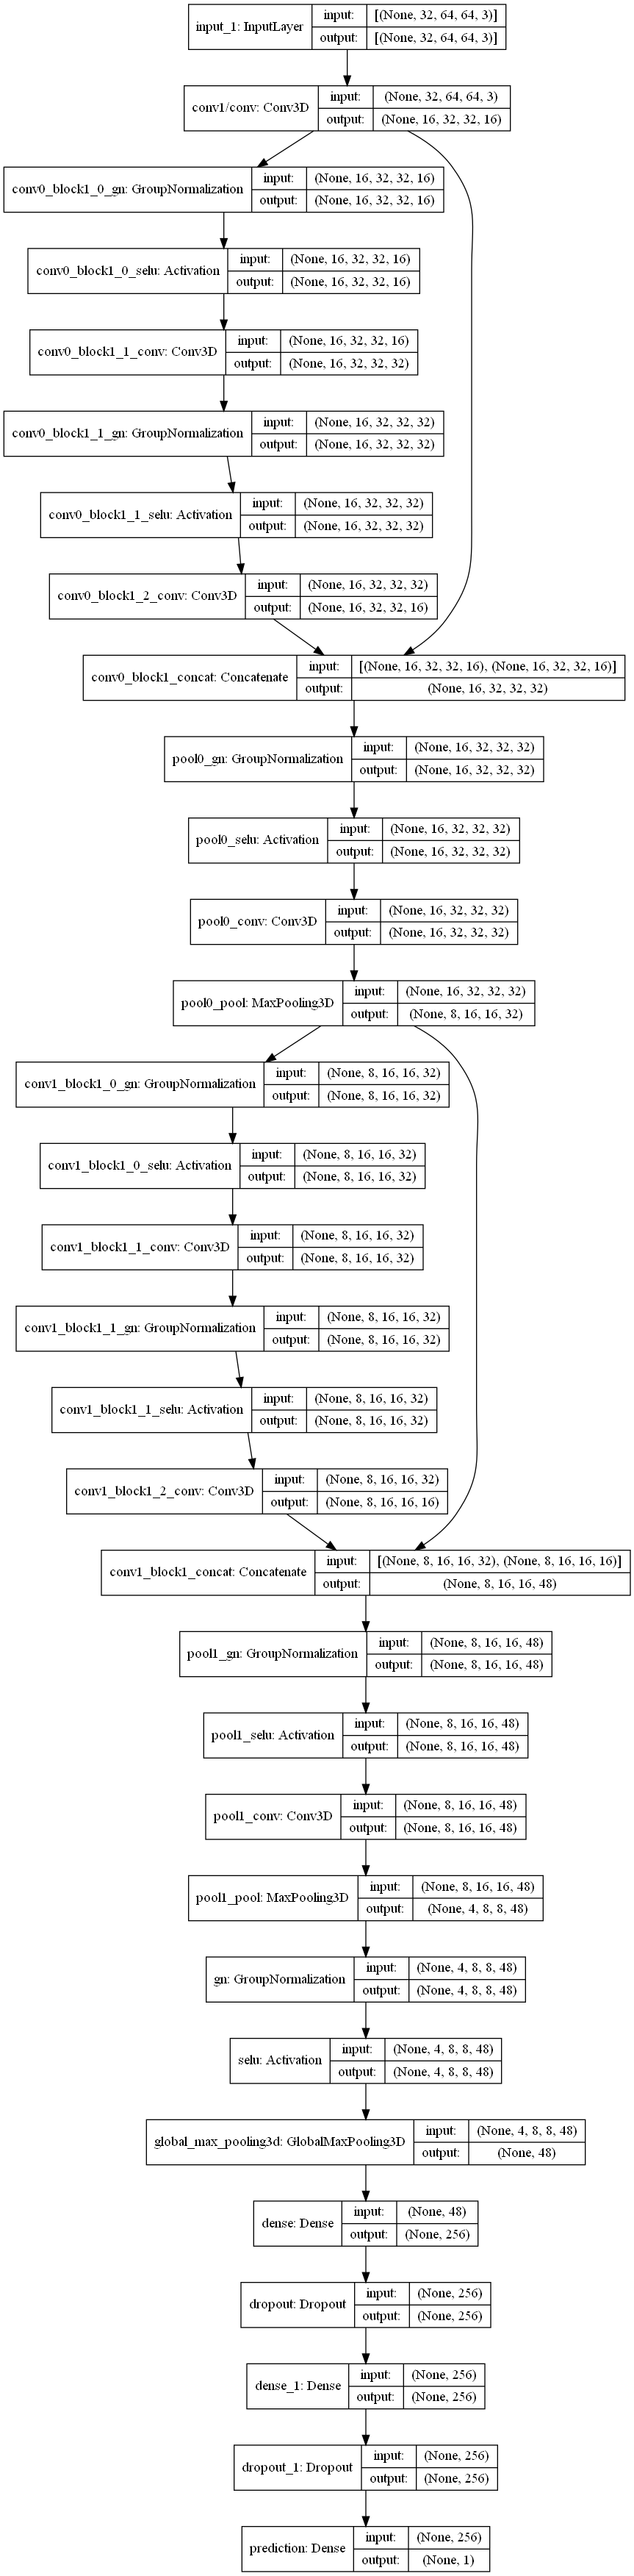 input_1: InputLayer
input: [(None, 32, 64, 64, 3)]
output: [(None, 32, 64, 64, 3)]
conv1/conv: Conv3D
input: (None, 32, 64, 64, 3)
output: (None, 16, 32, 32, 16)
conv0_block1_0_gn: GroupNormalization
input: (None, 16, 32, 32, 16)
output: (None, 16, 32, 32, 16)
conv0_block1_0_selu: Activation
input: (None, 16, 32, 32, 16)
output: (None, 16, 32, 32, 16)
conv0_block1_1_conv: Conv3D
input: (None, 16, 32, 32, 16)
output: (None, 16, 32, 32, 32)
conv0_block1_1_gn: GroupNormalization
input: (None, 16, 32, 32, 32)
output: (None, 16, 32, 32, 32)
conv0_block1_1_selu: Activation
input: (None, 16, 32, 32, 32)
output: (None, 16, 32, 32, 32)
conv0_block1_2_conv: Conv3D
input: (None, 16, 32, 32, 32)
output: (None, 16, 32, 32, 16)
conv0_block1_concat: Concatenate
input: [(None, 16, 32, 32, 16), (None, 16, 32, 32, 16)]
output: (None, 16, 32, 32, 32)
pool0_gn: GroupNormalization
input: (None, 16, 32, 32, 32)
output: (None, 16, 32, 32, 32)
pool0_selu: Activation
input: (None, 16, 32, 32, 32)
output: (None, 16, 32, 32, 32)
pool0_conv: Conv3D
input: (None, 16, 32, 32, 32)
output: (None, 16, 32, 32, 32)
pool0_pool: MaxPooling3D
input: (None, 16, 32, 32, 32)
output: (None, 8, 16, 16, 32)
conv1_block1_0_gn: GroupNormalization
input: (None, 8, 16, 16, 32)
output: (None, 8, 16, 16, 32)
conv1_block1_0_selu: Activation
input: (None, 8, 16, 16, 32)
output: (None, 8, 16, 16, 32)
conv1_block1_1_conv: Conv3D
input: (None, 8, 16, 16, 32)
output: (None, 8, 16, 16, 32)
conv1_block1_1_gn: GroupNormalization
input: (None, 8, 16, 16, 32)
output: (None, 8, 16, 16, 32)
conv1_block1_1_selu: Activation
input: (None, 8, 16, 16, 32)
output: (None, 8, 16, 16, 32)
conv1_block1_2_conv: Conv3D
input: (None, 8, 16, 16, 32)
output: (None, 8, 16, 16, 16)
conv1_block1_concat: Concatenate
input: [(None, 8, 16, 16, 32), (None, 8, 16, 16, 16)]
output: (None, 8, 16, 16, 48)
pool1_gn: GroupNormalization
input: (None, 8, 16, 16, 48)
output: (None, 8, 16, 16, 48)
pool1_selu: Activation
input: (None, 8, 16, 16, 48)
output: (None, 8, 16, 16, 48)
pool1_conv: Conv3D
input: (None, 8, 16, 16, 48)
output: (None, 8, 16, 16, 48)
pool1_pool: MaxPooling3D
input: (None, 8, 16, 16, 48)
output: (None, 4, 8, 8, 48)
gn: GroupNormalization
input: (None, 4, 8, 8, 48)
output: (None, 4, 8, 8, 48)
selu: Activation
input: (None, 4, 8, 8, 48)
output: (None, 4, 8, 8, 48)
global_max_pooling3d: GlobalMaxPooling3D
input: (None, 4, 8, 8, 48)
output: (None, 48)
dense: Dense
input: (None, 48)
output: (None, 256)
dropout: Dropout
input: (None, 256)
output: (None, 256)
dense_1: Dense
input: (None, 256)
output: (None, 256)
dropout_1: Dropout
input: (None, 256)
output: (None, 256)
prediction: Dense
input: (None, 256)
output: (None, 1)